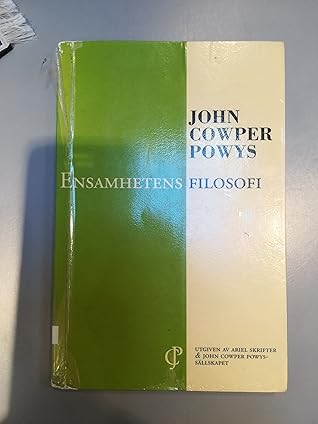 JOHN
COWPER
POWYS
ENSAMHETENS FILOSOFI
UTGIVEN AV ARIEL SKRIFTER
& JOHN COWPER POWYS-
SÄLLSKAPET